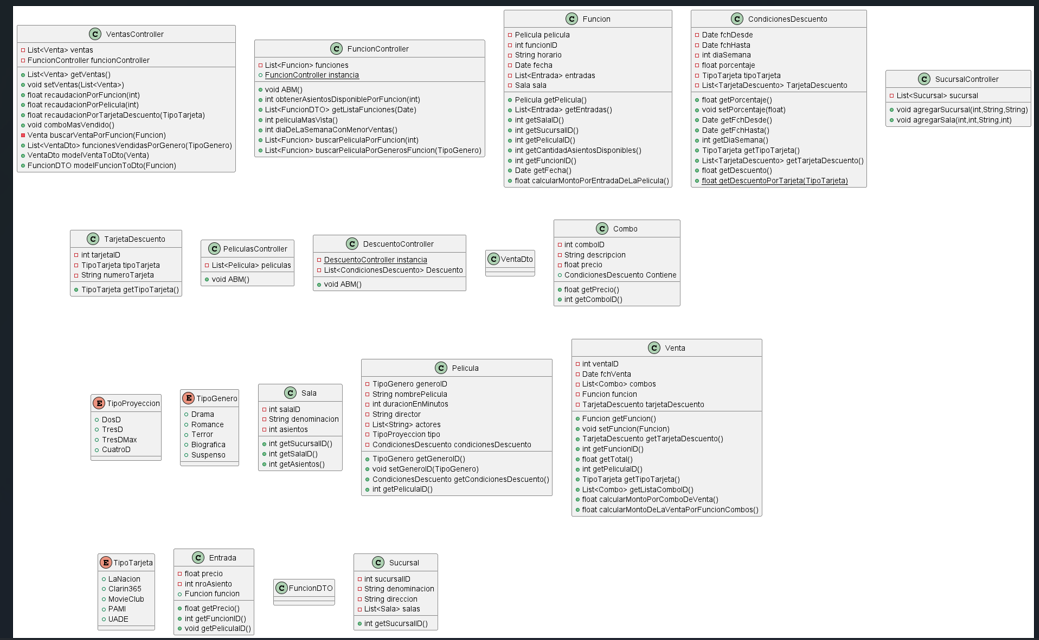 VentasController
List<Venta> ventas
FuncionController funcionController
List<Venta> getVentas()
void setVentas(List<Venta>)
float recaudacionPorFuncion(int)
float recaudacionPorPelicula(int)
float recaudacionPorTarjetaDescuento(TipoTarjeta)
void comboMasVendido()
Venta buscarVentaPorFuncion(Funcion)
List<VentaDto> funcionesVendidasPorGenero(TipoGenero)
VentaDto modelVentaToDto(Venta)
FuncionDTO modelFuncionToDto(Funcion)
FuncionController
List<Funcion> funciones
FuncionController instancia
void ABM()
int obtenerAsientosDisponiblePorFuncion(int)
List<FuncionDTO> getListaFunciones(Date)
int peliculaMasVista()
int diaDeLaSemanaConMenorVentas()
List<Funcion> buscarPeliculaPorFuncion(int)
List<Funcion> buscarPeliculaPorGenerosFuncion(TipoGenero)
Funcion
Pelicula pelicula
int funcionID
String horario
Date fecha
List<Entrada> entradas
Sala sala
Pelicula getPelicula()
List<Entrada> getEntradas()
int getSalaID()
int getSucursalID()
int getPeliculaID()
int getCantidadAsientosDisponibles()
int getFuncionID()
Date getFecha()
float calcularMontoPorEntradaDeLaPelicula()
CondicionesDescuento
Date fchDesde
Date fchHasta
int diaSemana
float porcentaje
TipoTarjeta tipoTarjeta
List<TarjetaDescuento> TarjetaDescuento
float getPorcentaje()
void setPorcentaje(float)
Date getFchDesde()
Date getFchHasta()
int getDiaSemana()
TipoTarjeta getTipoTarjeta()
List<TarjetaDescuento> getTarjetaDescuento()
float getDescuento()
float getDescuentoPorTarjeta(TipoTarjeta)
SucursalController
List<Sucursal> sucursal
void agregarSucursal(int,String,String)
void agregarSala(int,int,String,int)
TarjetaDescuento
int tarjetaID
TipoTarjeta tipoTarjeta
String numeroTarjeta
TipoTarjeta getTipoTarjeta()
PeliculasController
List<Pelicula> peliculas
void ABM()
DescuentoController
DescuentoController instancia
List<CondicionesDescuento> Descuento
void ABM()
VentaDto
Combo
int comboID
String descripcion
float precio
CondicionesDescuento Contiene
float getPrecio()
int getComboID()
TipoProyeccion
DosD
TresD
TresDMax
CuatroD
TipoGenero
Drama
Romance
Terror
Biografica
Suspenso
Sala
int salaID
String denominacion
int asientos
int getSucursalID()
int getSalaID()
int getAsientos()
Pelicula
TipoGenero generoID
String nombrePelicula
int duracionEnMinutos
String director
List<String> actores
TipoProyeccion tipo
CondicionesDescuento condicionesDescuento
TipoGenero getGeneroID()
void setGeneroID(TipoGenero)
CondicionesDescuento getCondicionesDescuento()
int getPeliculaID()
Venta
int ventaID
Date fchVenta
List<Combo> combos
Funcion funcion
TarjetaDescuento tarjetaDescuento
Funcion getFuncion()
void setFuncion(Funcion)
TarjetaDescuento getTarjetaDescuento()
int getFuncionID()
float getTotal()
int getPeliculaID()
TipoTarjeta getTipoTarjeta()
List<Combo> getListaComboID()
float calcularMontoPorComboDeVenta()
float calcularMontoDeLaVentaPorFuncionCombos()
TipoTarjeta
LaNacion
Clarin365
MovieClub
PAMI
UADE
Entrada
float precio
int nroAsiento
Funcion funcion
float getPrecio()
int getFuncionID()
void getPeliculaID()
FuncionDTO
Sucursal
int sucursalID
String denominacion
String direccion
List<Sala> salas
int getSucursalID()